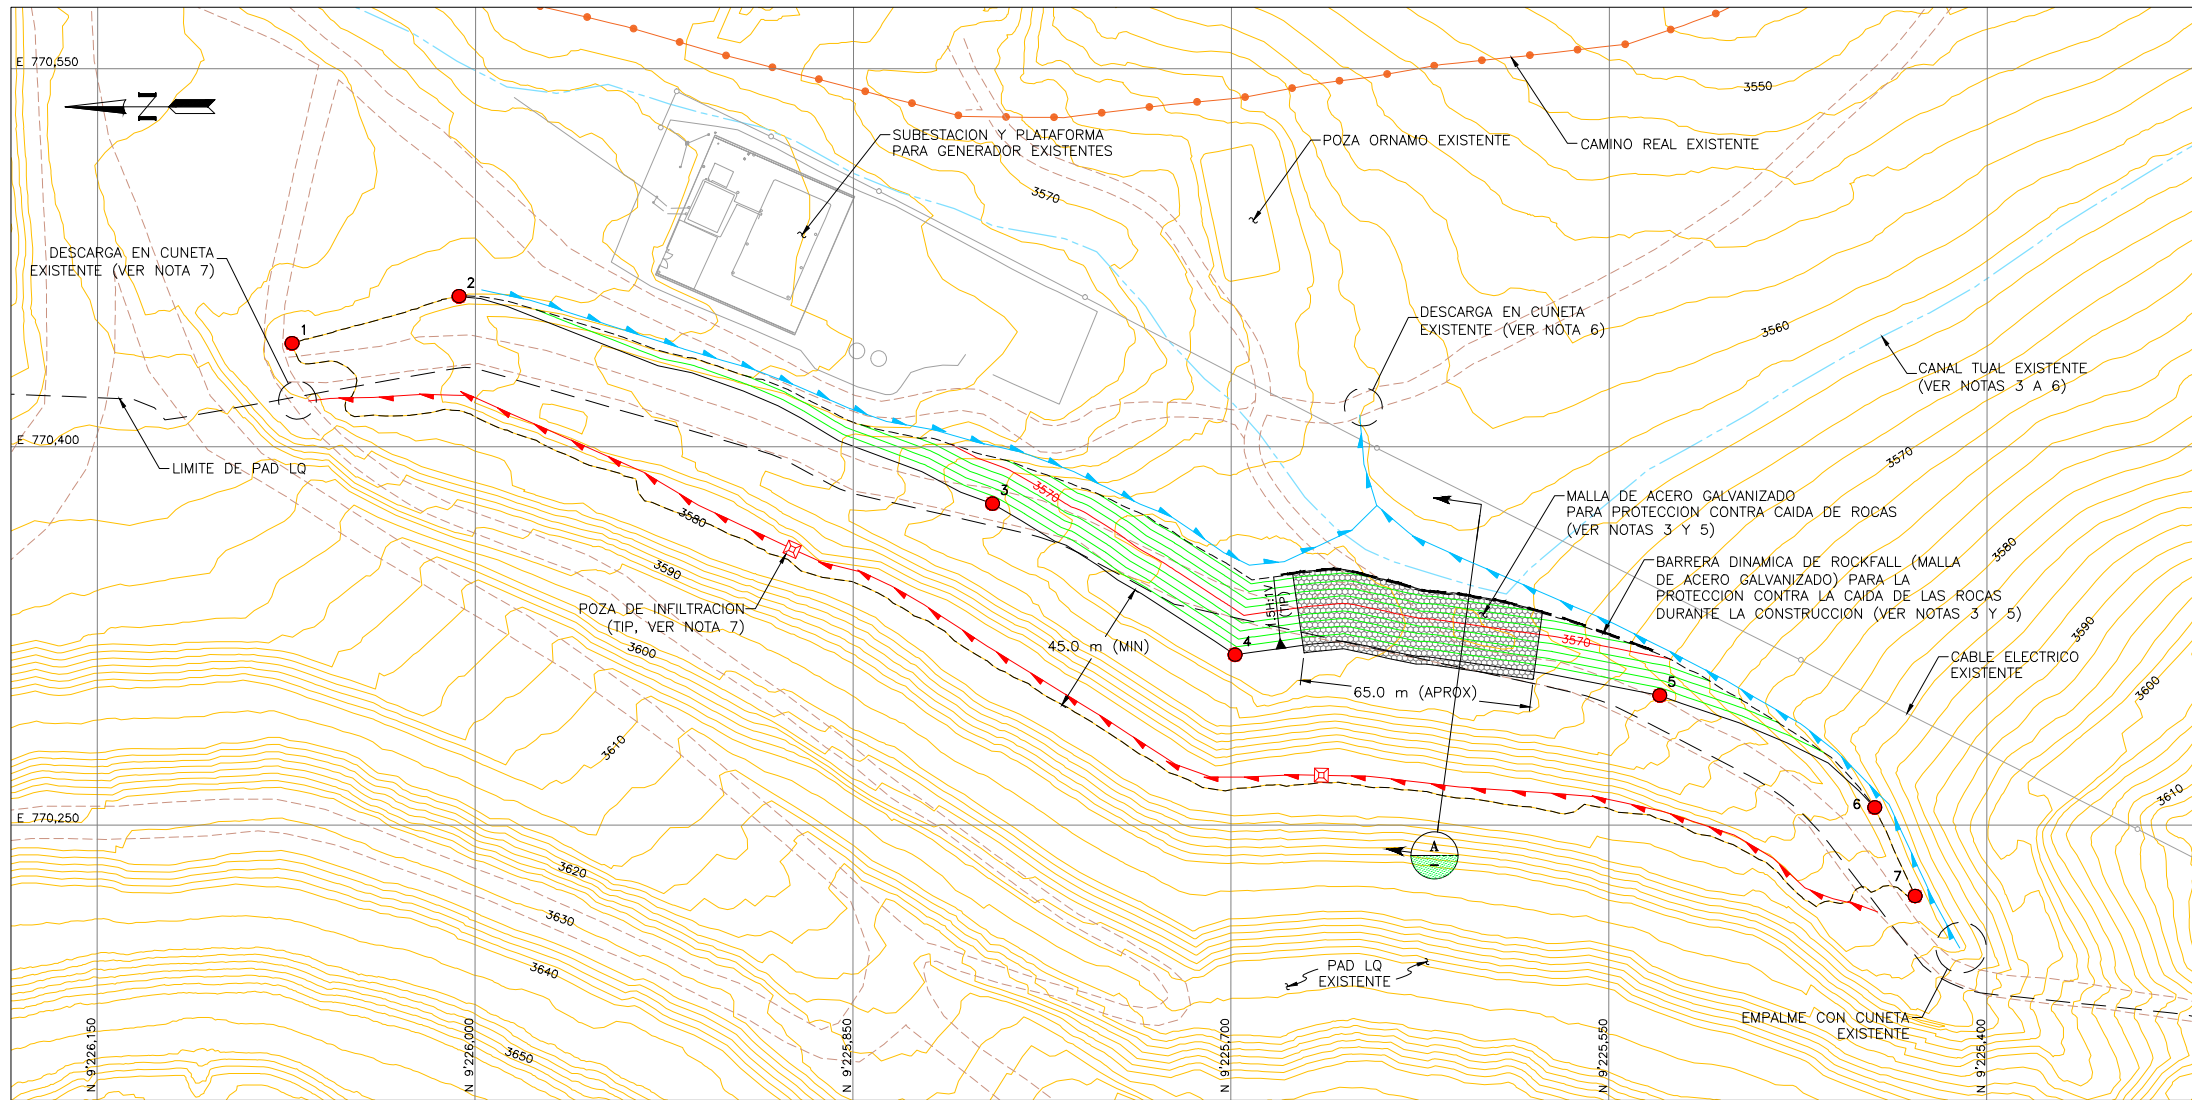 E 770,550
N
3550
SUBESTACION Y PLATAFORMA
PARA GENERADOR EXISTENTES
POZA ORNAMO EXISTENTE
CAMINO REAL EXISTENTE
3570
DESCARGA EN CUNETA
EXISTENTE (VER NOTA 7)
2
1
DESCARGA EN CUNETA
EXISTENTE (VER NOTA 6)
3560
CANAL TUAL EXISTENTE
(VER NOTAS 3 A 6)
E 770,400
LIMITE DE PAD LQ
3570
3
3570
3580
MALLA DE ACERO GALVANIZADO
PARA PROTECCION CONTRA CAIDA DE ROCAS
(VER NOTAS 3 Y 5)
3580
3590
BARRERA DINAMICA DE ROCKFALL (MALLA
DE ACERO GALVANIZADO) PARA LA
PROTECCION CONTRA LA CAIDA DE LAS ROCAS
DURANTE LA CONSTRUCCION (VER NOTAS 3 Y 5)
POZA DE INFILTRACION
(TIP, VER NOTA 7)
.5H:1V
(TIP)
3590
3600
45.0 m (MIN)
4
3570
CABLE ELECTRICO
EXISTENTE
65.0 m (APROX)
5
3600
3610
3610
6
E 770,250
A
3620
7
3630
3640
PAD LQ
EXISTENTE
EMPALME CON CUNETA
EXISTENTE
3650
N 9'226,150
N 9'226,000
N 9'225,850
N 9'225,700
N 9'225,550
N 9'225,400